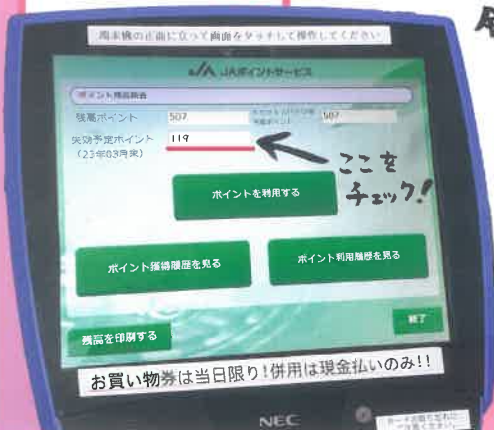 端末機の正面に立って画面をタッチして操作してください
JA JAポイントサービス
ポイント残高照会
残高ポイント 507 507
失効予定ポイント 119
(23年03月末)
ここを
チェック!
ポイントを利用する
ポイント獲得履歴を見る
ポイント利用履歴を見る
残高を印刷する
終了
お買い物券は当日限り!併用は現金払いのみ!!
NEC